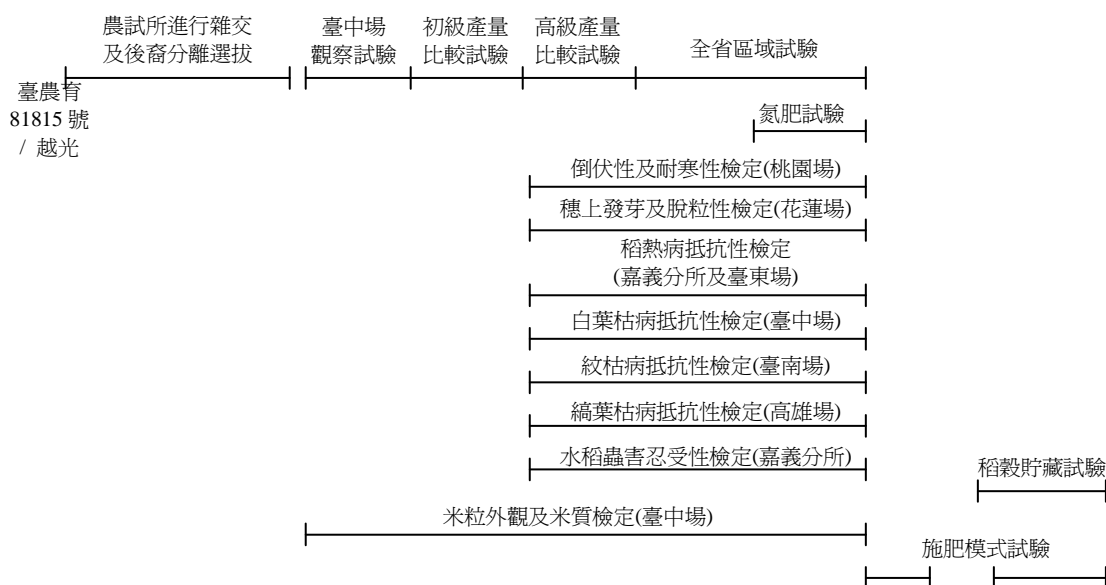 農試所進行雜交
及後裔分離選拔
臺中場
觀察試驗
初級產量
比較試驗
高級產量
比較試驗
全省區域試驗
臺農育
81815 號
/ 越光
氮肥試驗
倒伏性及耐寒性檢定(桃園場)
穗上發芽及脫粒性檢定(花蓮場)
稻熱病抵抗性檢定
(嘉義分所及臺東場)
白葉枯病抵抗性檢定(臺中場)
紋枯病抵抗性檢定(臺南場)
縞葉枯病抵抗性檢定(高雄場)
水稻蟲害忍受性檢定(嘉義分所)
稻穀貯藏試驗
米粒外觀及米質檢定(臺中場)
施肥模式試驗